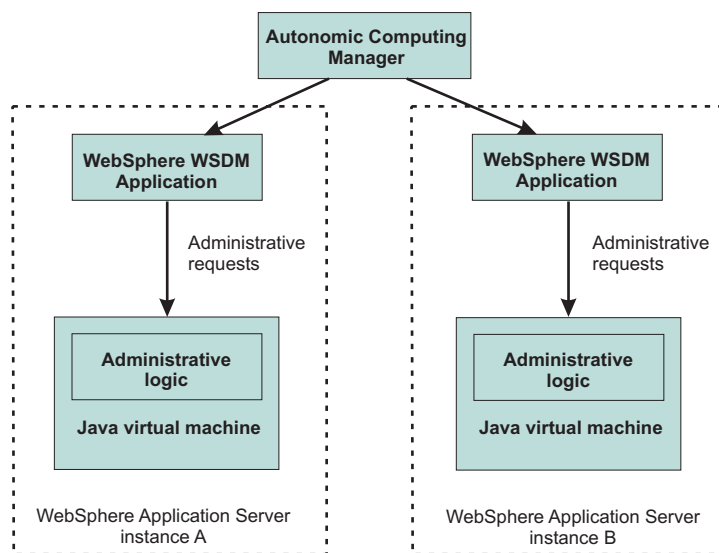 Autonomic Computing
Manager
WebSphere WSDM
Application
WebSphere WSDM
Application
Administrative
requests
Administrative
requests
Administrative
logic
Java virtual machine
Administrative
logic
Java virtual machine
WebSphere Application Server
instance A
WebSphere Application Server
instance B